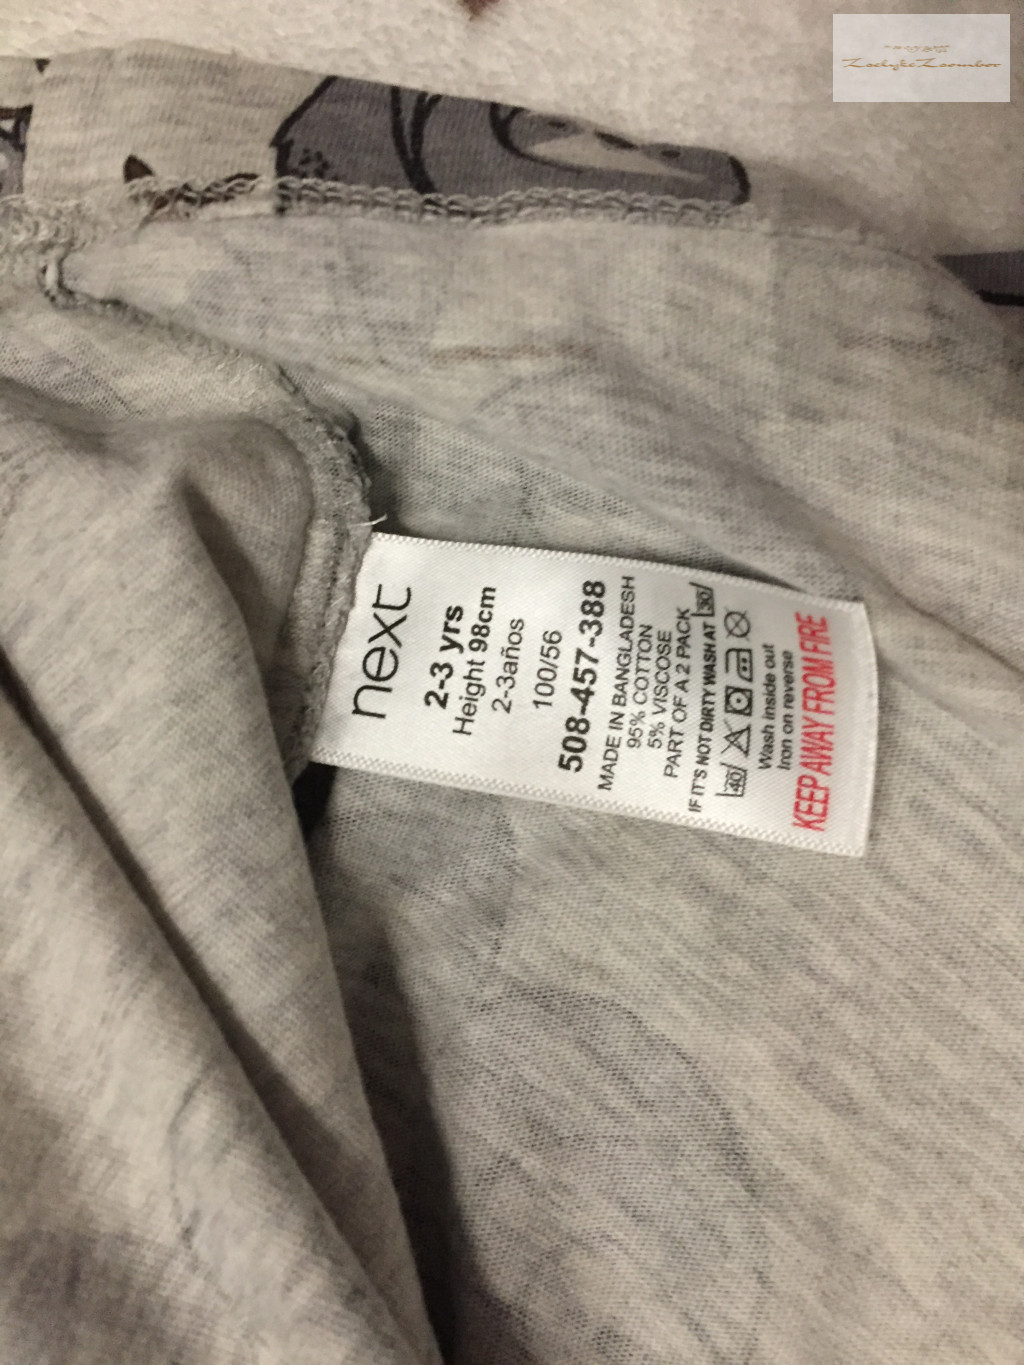 next
2-3 yrs
Height 98cm
2-3años
100/56
508-457-388
MADE IN BANGLADESH
95% COTTON
5% VISCOSE
PART OF A 2 PACK
IF IT'S NOT DIRTY WASH AT 30
40
Wash inside out
Iron on reverse
KEEP AWAY FROM FIRE